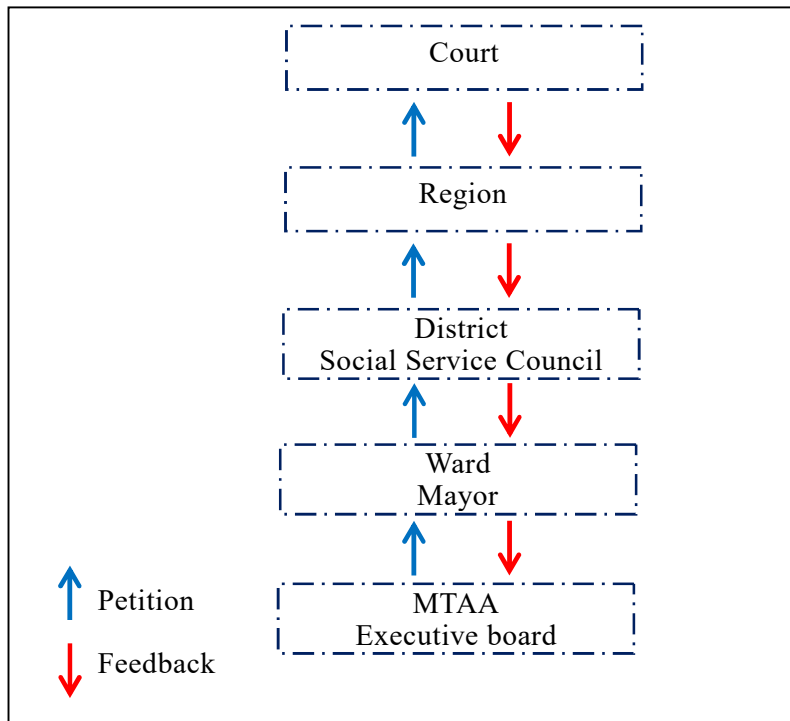 Court
Region
District
Social Service Council
Ward
Mayor
MTAA
Executive board
Petition
Feedback